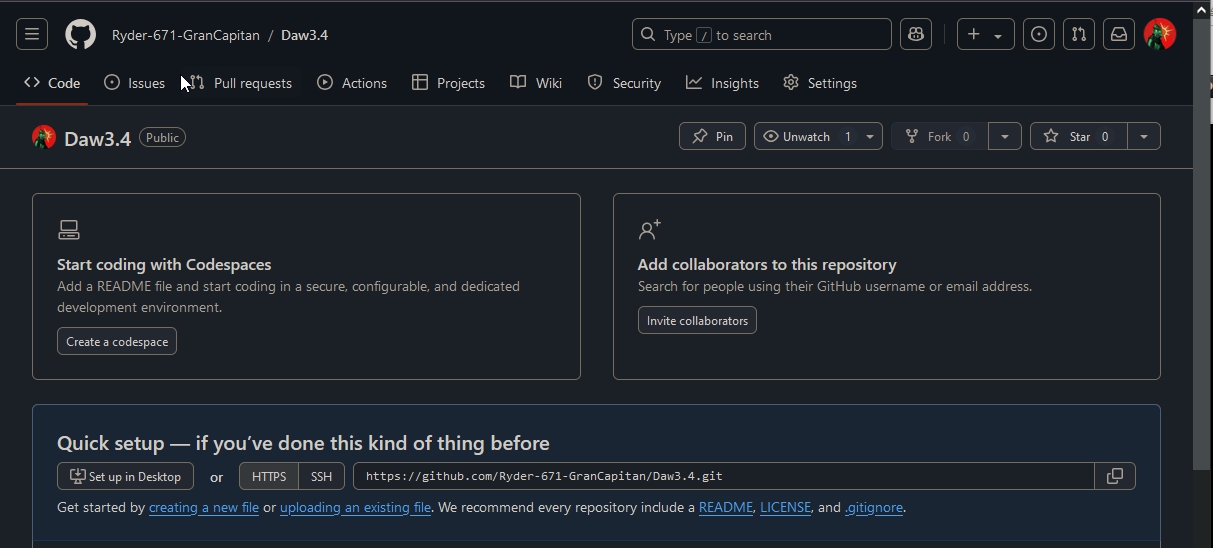 Ryder-671-GranCapitan / Daw3.4 Type / to search
Code Issues Pull requests Actions Projects Wiki Security Insights Settings
Daw3.4 Public Pin Unwatch 1 Fork 0 Star 0
Start coding with Codespaces
Add a README file and start coding in a secure, configurable, and dedicated
development environment.
Create a codespace
Add collaborators to this repository
Search for people using their GitHub username or email address.
Invite collaborators
Quick setup — if you’ve done this kind of thing before
Set up in Desktop or HTTPS SSH https://github.com/Ryder-671-GranCapitan/Daw3.4.git
Get started by creating a new file or uploading an existing file. We recommend every repository include a README, LICENSE, and .gitignore.